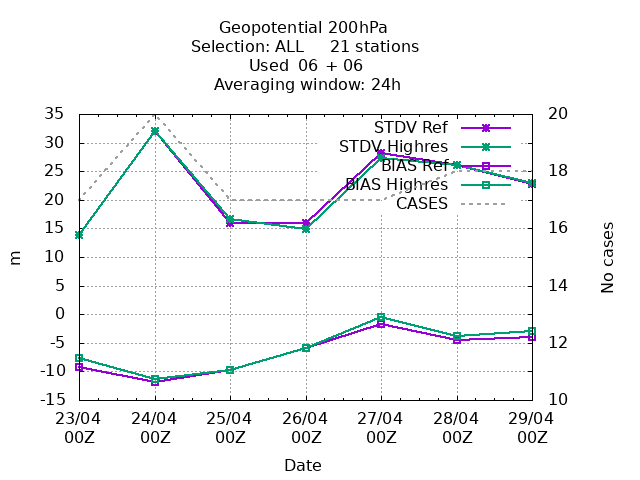 Geopotential 200hPa
Selection: ALL     21 stations
Used  06 + 06
Averaging window: 24h
35
30
25
20
15
10
5
0
-5
-10
-15
m
20
18
16
14
12
10
No cases
STDV Ref
STDV Highres
BIAS Ref
BIAS Highres
CASES
23/04 24/04 25/04 26/04 27/04 28/04 29/04
00Z 00Z 00Z 00Z 00Z 00Z 00Z
Date